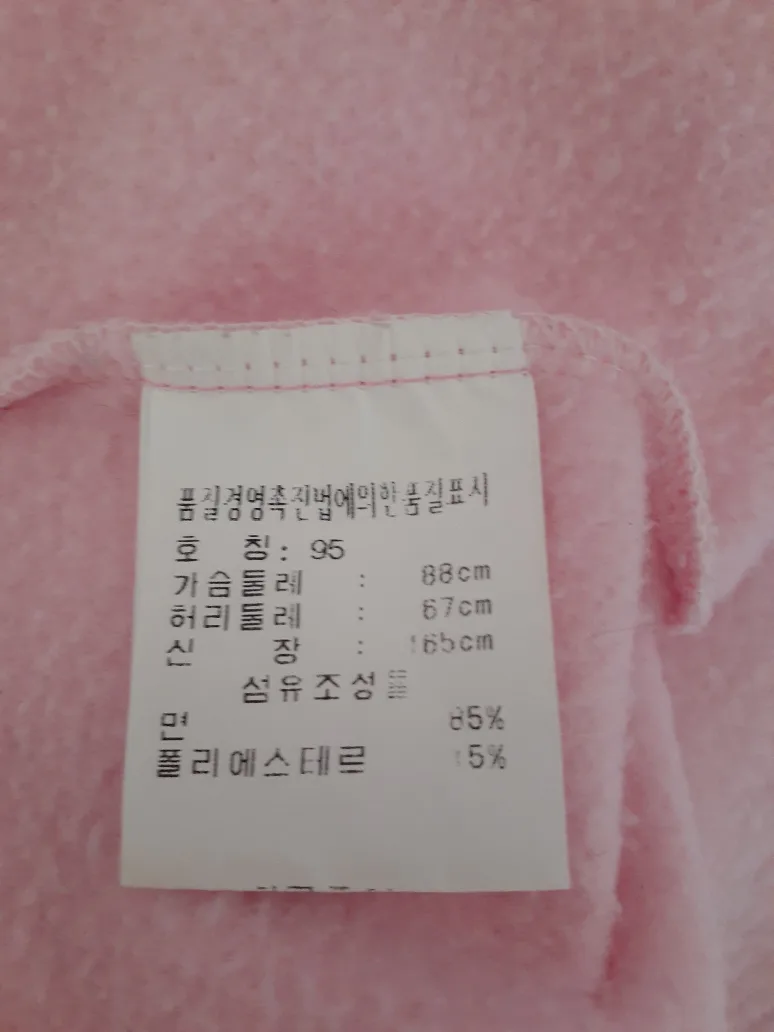 품질경영촉진법에의한품질표시
호 칭: 95
가슴둘레 : 88cm
허리둘레 : 67cm
신 장 : 165cm
섬유조성률
면 85%
폴리에스테르 15%